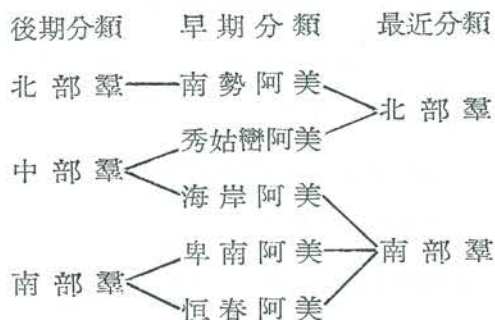 後期分類 早期分類 最近分類
北部羣 南勢阿美
北部羣
秀姑巒阿美
中部羣
海岸阿美
卑南阿美 南部羣
南部羣
恒春阿美